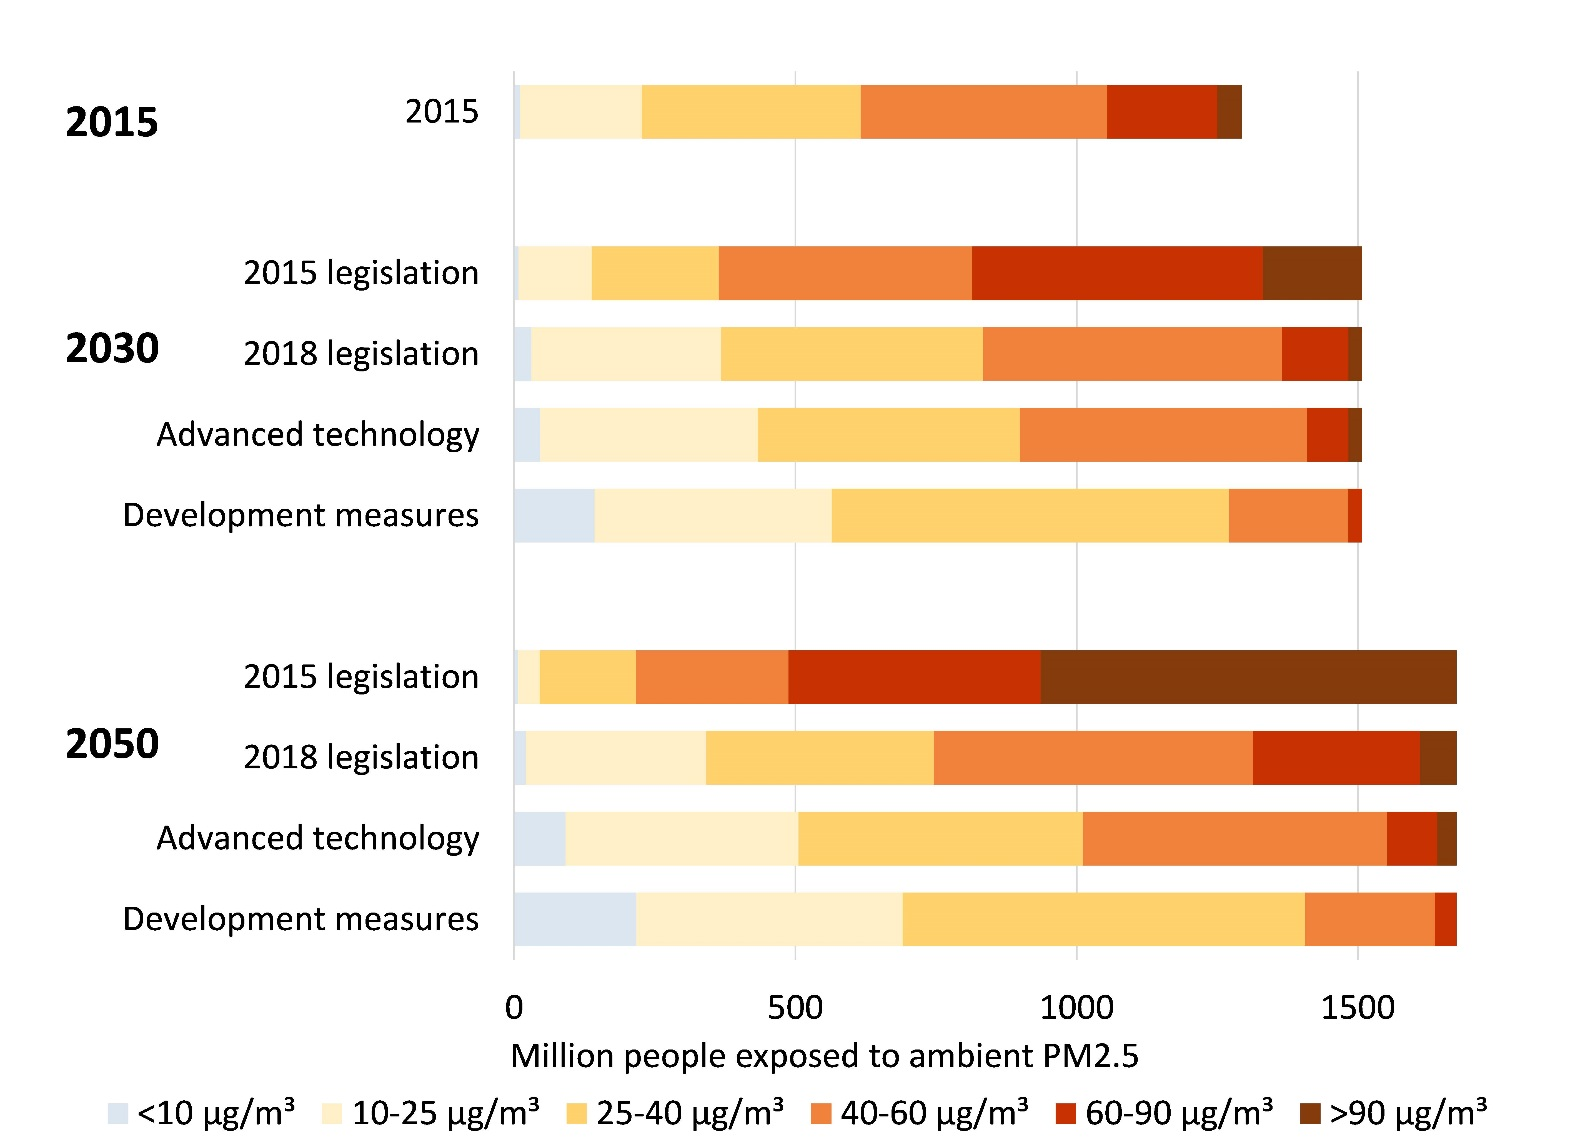 2015
2015
2015 legislation
2030
2018 legislation
Advanced technology
Development measures
2015 legislation
2050
2018 legislation
Advanced technology
Development measures
0 500 1000 1500
Million people exposed to ambient PM2.5
<10 µg/m³ 10-25 µg/m³ 25-40 µg/m³ 40-60 µg/m³ 60-90 µg/m³ >90 µg/m³